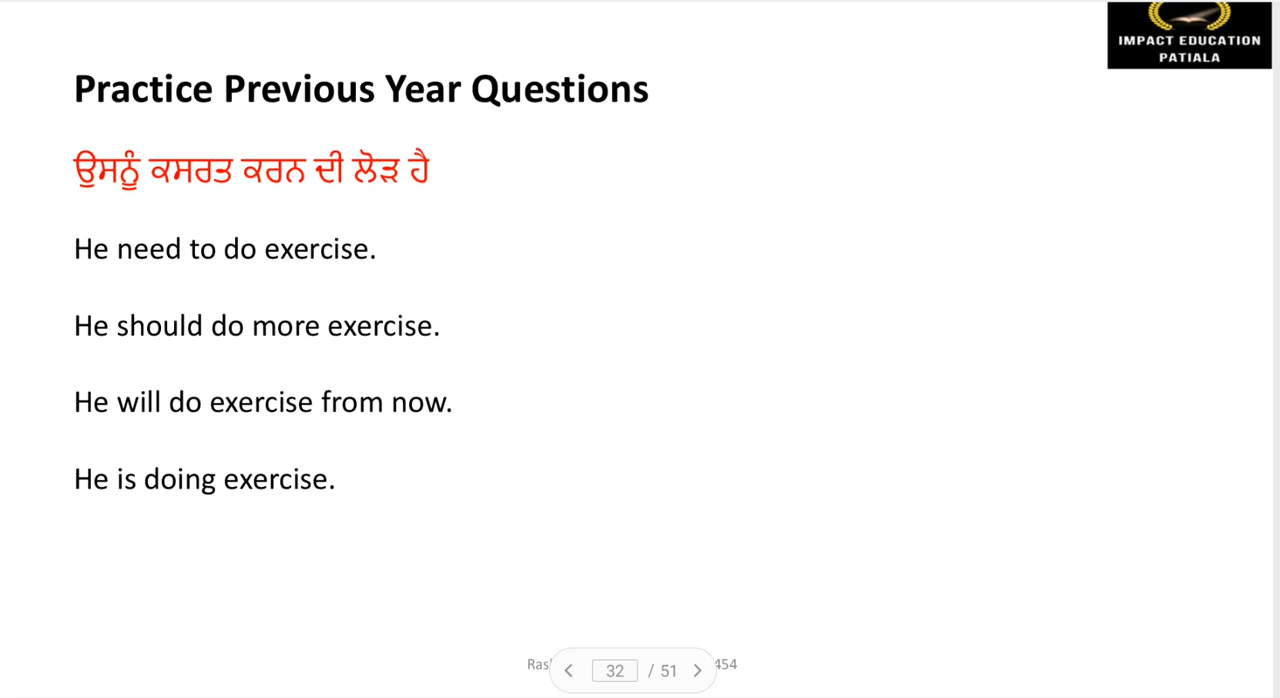 IMPACT EDUCATION
PATIALA
Practice Previous Year Questions
ਉਸਨੂੰ ਕਸਰਤ ਕਰਨ ਦੀ ਲੋੜ ਹੈ
He need to do exercise.
He should do more exercise.
He will do exercise from now.
He is doing exercise.
32 / 51